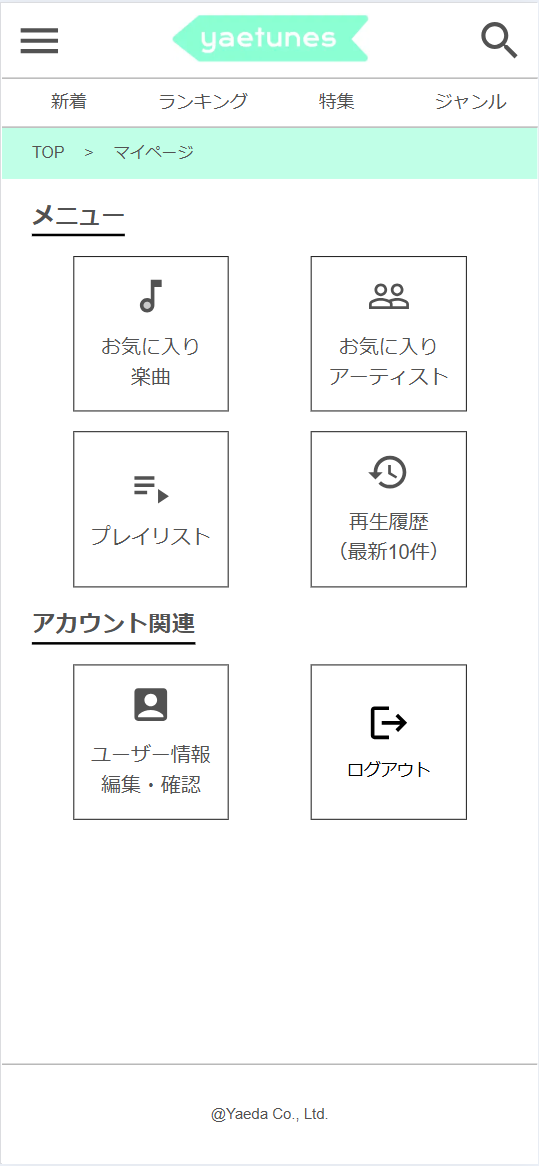 yaetunes
新着 ランキング 特集 ジャンル
TOP > マイページ
メニュー
お気に入り
楽曲
お気に入り
アーティスト
プレイリスト
再生履歴
（最新10件）
アカウント関連
ユーザー情報
編集・確認
ログアウト
@Yaeda Co., Ltd.